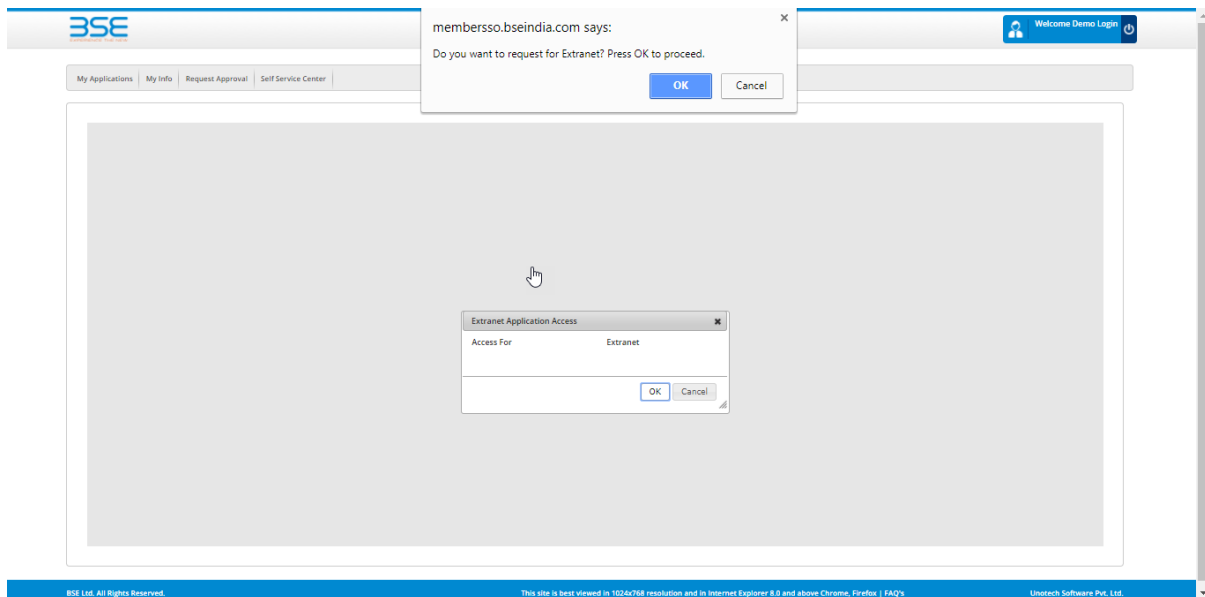 BSE
membersso.bseindia.com says:
Do you want to request for Extranet? Press OK to proceed.
OK Cancel
Welcome Demo Login
My Applications My Info Request Approval Self Service Center
Extranet Application Access
Access For Extranet
OK Cancel
BSE Ltd. All Rights Reserved. This site is best viewed in 1024x768 resolution and in Internet Explorer 8.0 and above Chrome, Firefox | FAQ's Unotech Software Pvt. Ltd.